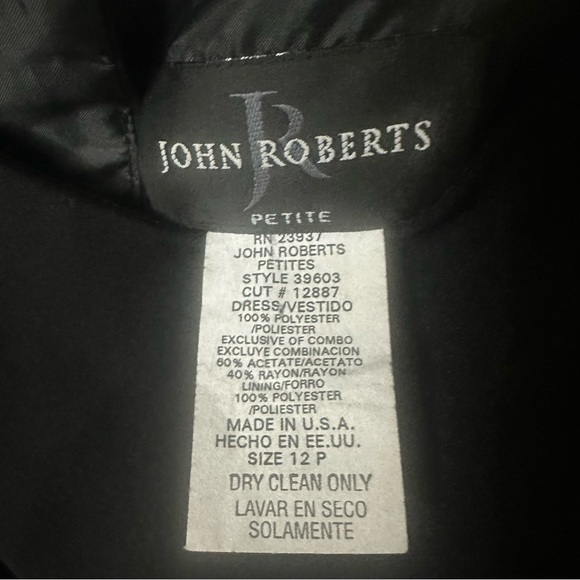 JR
JOHN ROBERTS
PETITE
RN 23937
JOHN ROBERTS
PETITES
STYLE 39603
CUT # 12887
DRESS/VESTIDO
100% POLYESTER
/POLIESTER
EXCLUSIVE OF COMBO
EXCLUYE COMBINACION
60% ACETATE/ACETATO
40% RAYON/RAYON
LINING/FORRO
100% POLYESTER
/POLIESTER
MADE IN U.S.A.
HECHO EN EE.UU.
SIZE 12 P
DRY CLEAN ONLY
LAVAR EN SECO
SOLAMENTE